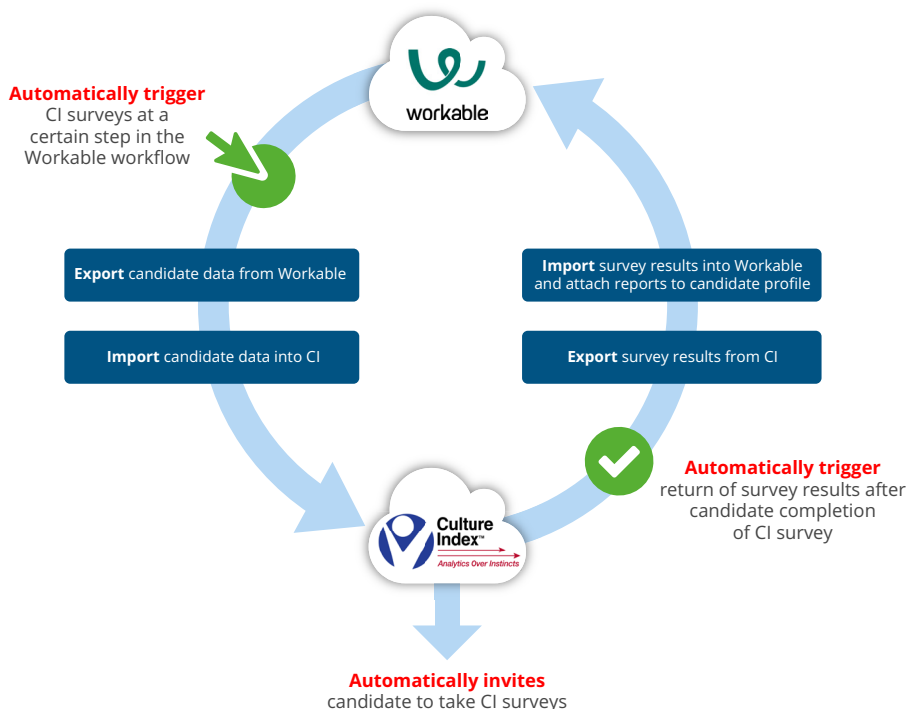 workable
Automatically trigger
CI surveys at a
certain step in the
Workable workflow
Export candidate data from Workable
Import candidate data into CI
Import survey results into Workable
and attach reports to candidate profile
Export survey results from CI
Automatically trigger
return of survey results after
candidate completion
of CI survey
Culture
Index™
Analytics Over Instincts
Automatically invites
candidate to take CI surveys